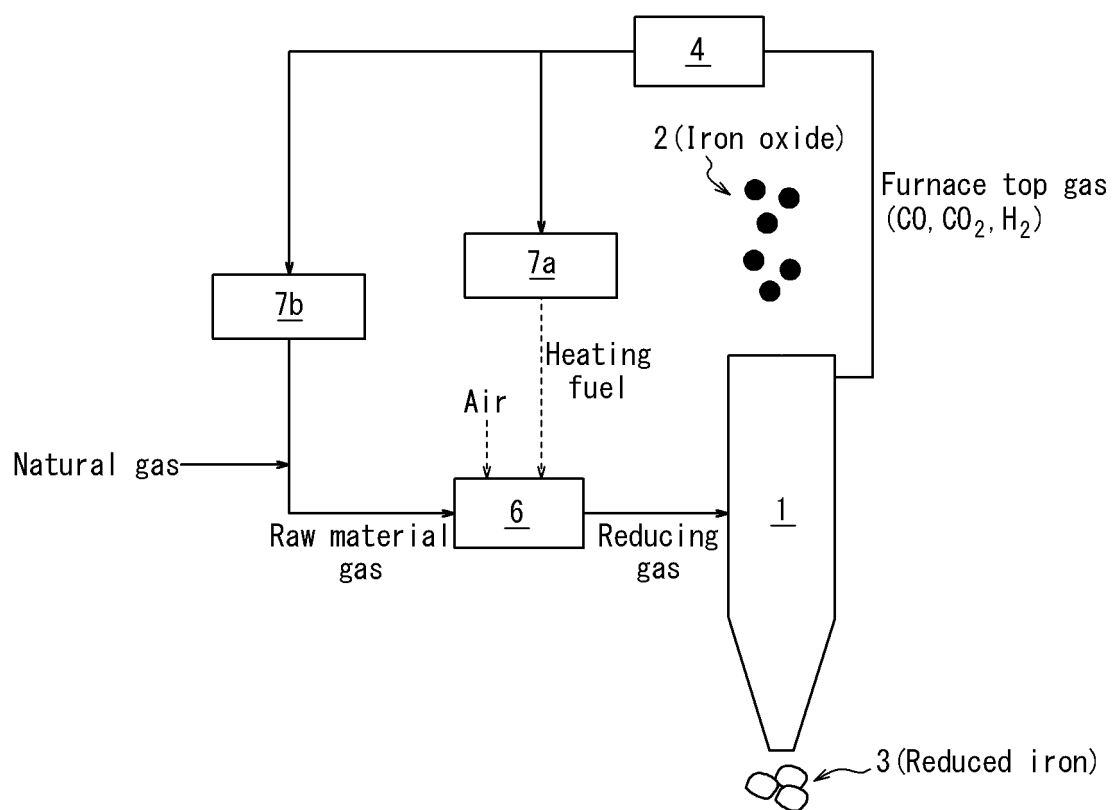 4
2(Iron oxide)
Furnace top gas
(CO, CO₂, H₂)
7a
7b
Heating
fuel
Air
Natural gas
6
1
Raw material
gas
Reducing
gas
3(Reduced iron)